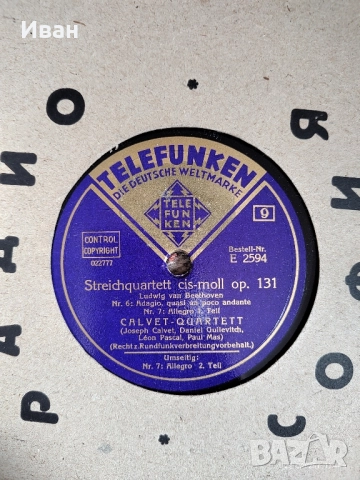 Иван
TELEFUNKEN
DIE DEUTSCHE WELTMARKE
TELE
FUN
KEN
9
CONTROL
COPYRIGHT
022777
Bestell-Nr.
E 2594
Streichquartett cis-moll op. 131
Ludwig van Beethoven
Nr. 6: Adagio, quasi un poco andante
Nr. 7: Allegro 1. Teil
CALVET-QUARTETT
(Joseph Calvet, Daniel Guilevitch,
Léon Pascal, Paul Mas)
(Recht z. Rundfunkverbreitung vorbehalt.)
Umseitig:
Nr. 7: Allegro 2. Teil
РАДИО
СОФИЯ
BAZAR
bg